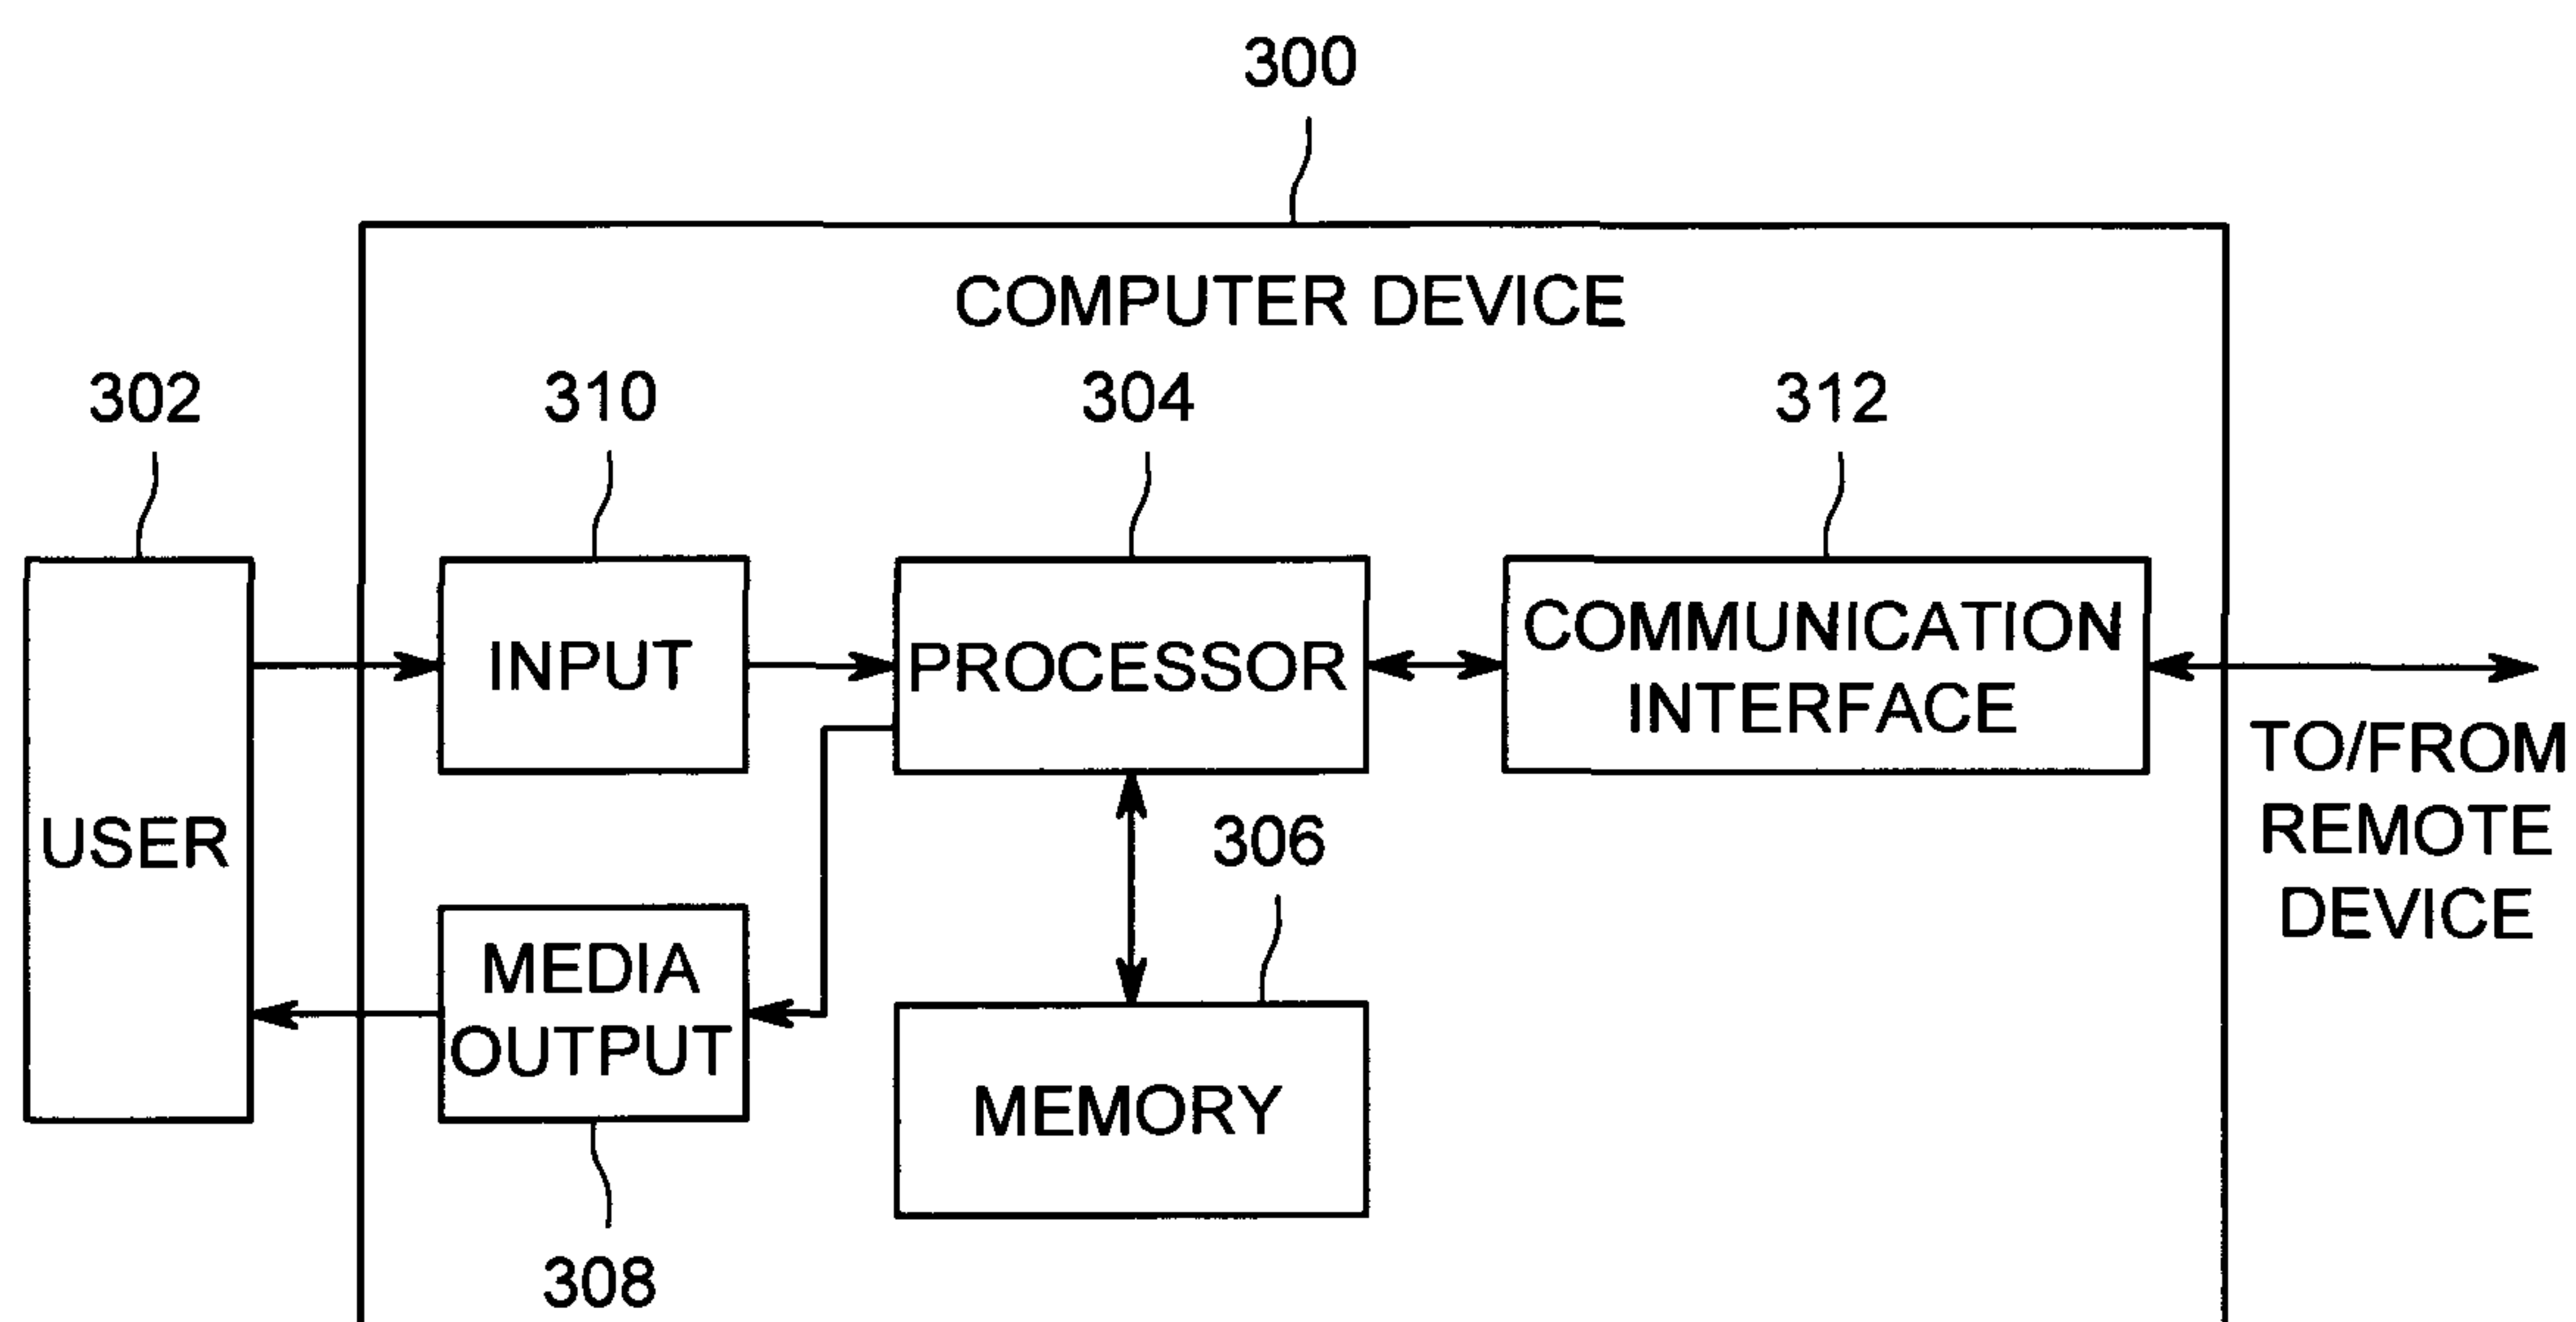 300
COMPUTER DEVICE
302
310
304
312
INPUT
PROCESSOR
COMMUNICATION
INTERFACE
TO/FROM
REMOTE
DEVICE
USER
306
MEDIA
OUTPUT
MEMORY
308